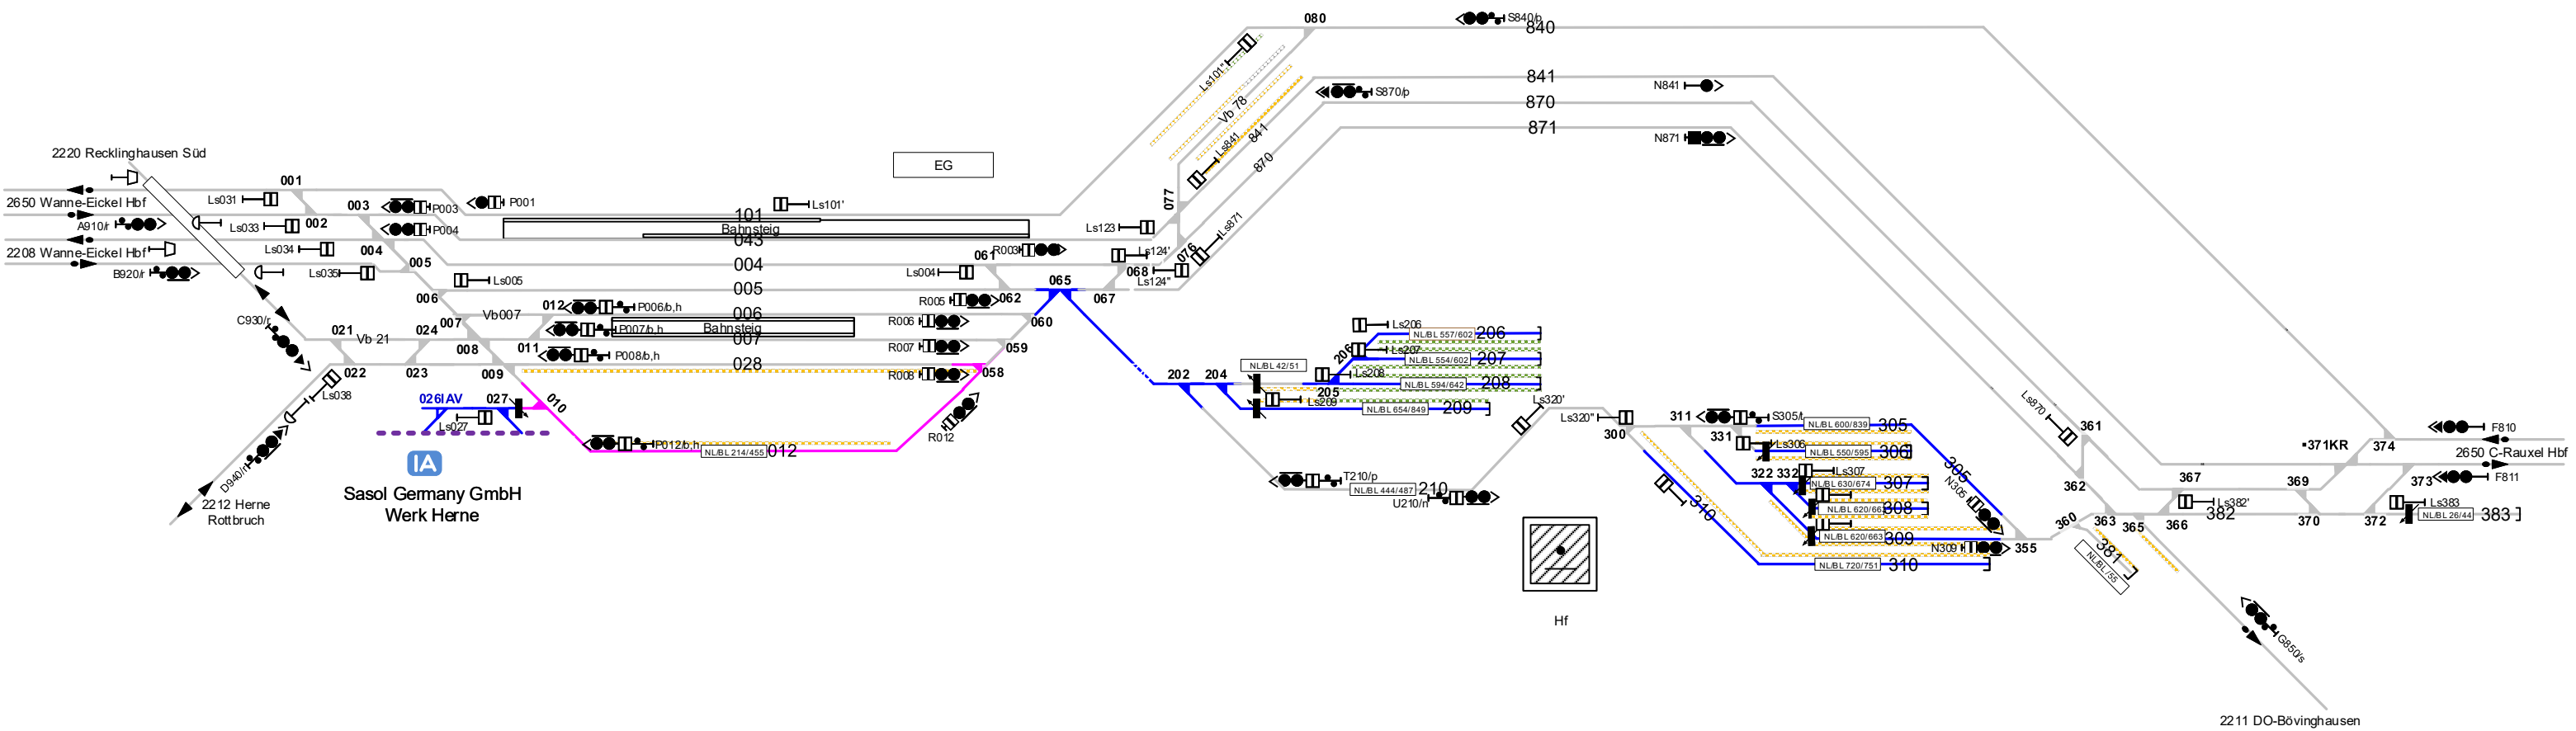 080
S840/p
840
841
870
871
S870/p
N841
N871
Ls101"
Vb 78
Ls841
841
870
EG
2220 Recklinghausen Süd
001
Ls031
2650 Wanne-Eickel Hbf
A910/r
Ls033
002
003
P003
P001
P004
Ls101'
101
Bahnsteig
043
077
Ls123
Ls871
2208 Wanne-Eickel Hbf
B920/r
Ls034
Ls035
004
005
Ls005
004
005
R003
061
Ls004
Ls124'
068
076
Ls124"
006
Vb007
012
P006/b,h
006
R005
062
065
067
C930/r
021
Vb 21
024
007
008
011
P007/b,h
Bahnsteig
007
R006
060
R007
059
P008/b,h
028
R008
058
022
023
009
Ls038
026IAV
027
010
Ls027
R012
P012/b,h
NL/BL 214/455
012
D940/r
IA
Sasol Germany GmbH
Werk Herne
2212 Herne
Rottbruch
202
204
NL/BL 42/51
205
206
Ls206
NL/BL 557/602
206
Ls207
NL/BL 554/602
207
Ls208
NL/BL 594/642
208
Ls209
NL/BL 654/849
209
T210/p
NL/BL 444/487
210
U210/n
Ls320'
Ls320"
300
310
Hf
311
S305/t
331
NL/BL 600/839
305
Ls306
NL/BL 550/595
306
322
332
Ls307
NL/BL 630/674
307
308
NL/BL 620/663
309
NL/BL 720/751
310
305
N305
N309
355
Ls870
361
362
360
363
365
366
381
NL/BL /55
367
Ls382'
382
369
370
371KR
372
373
374
Ls383
NL/BL 26/44
383
F810
2650 C-Rauxel Hbf
F811
G850/s
2211 DO-Bövinghausen